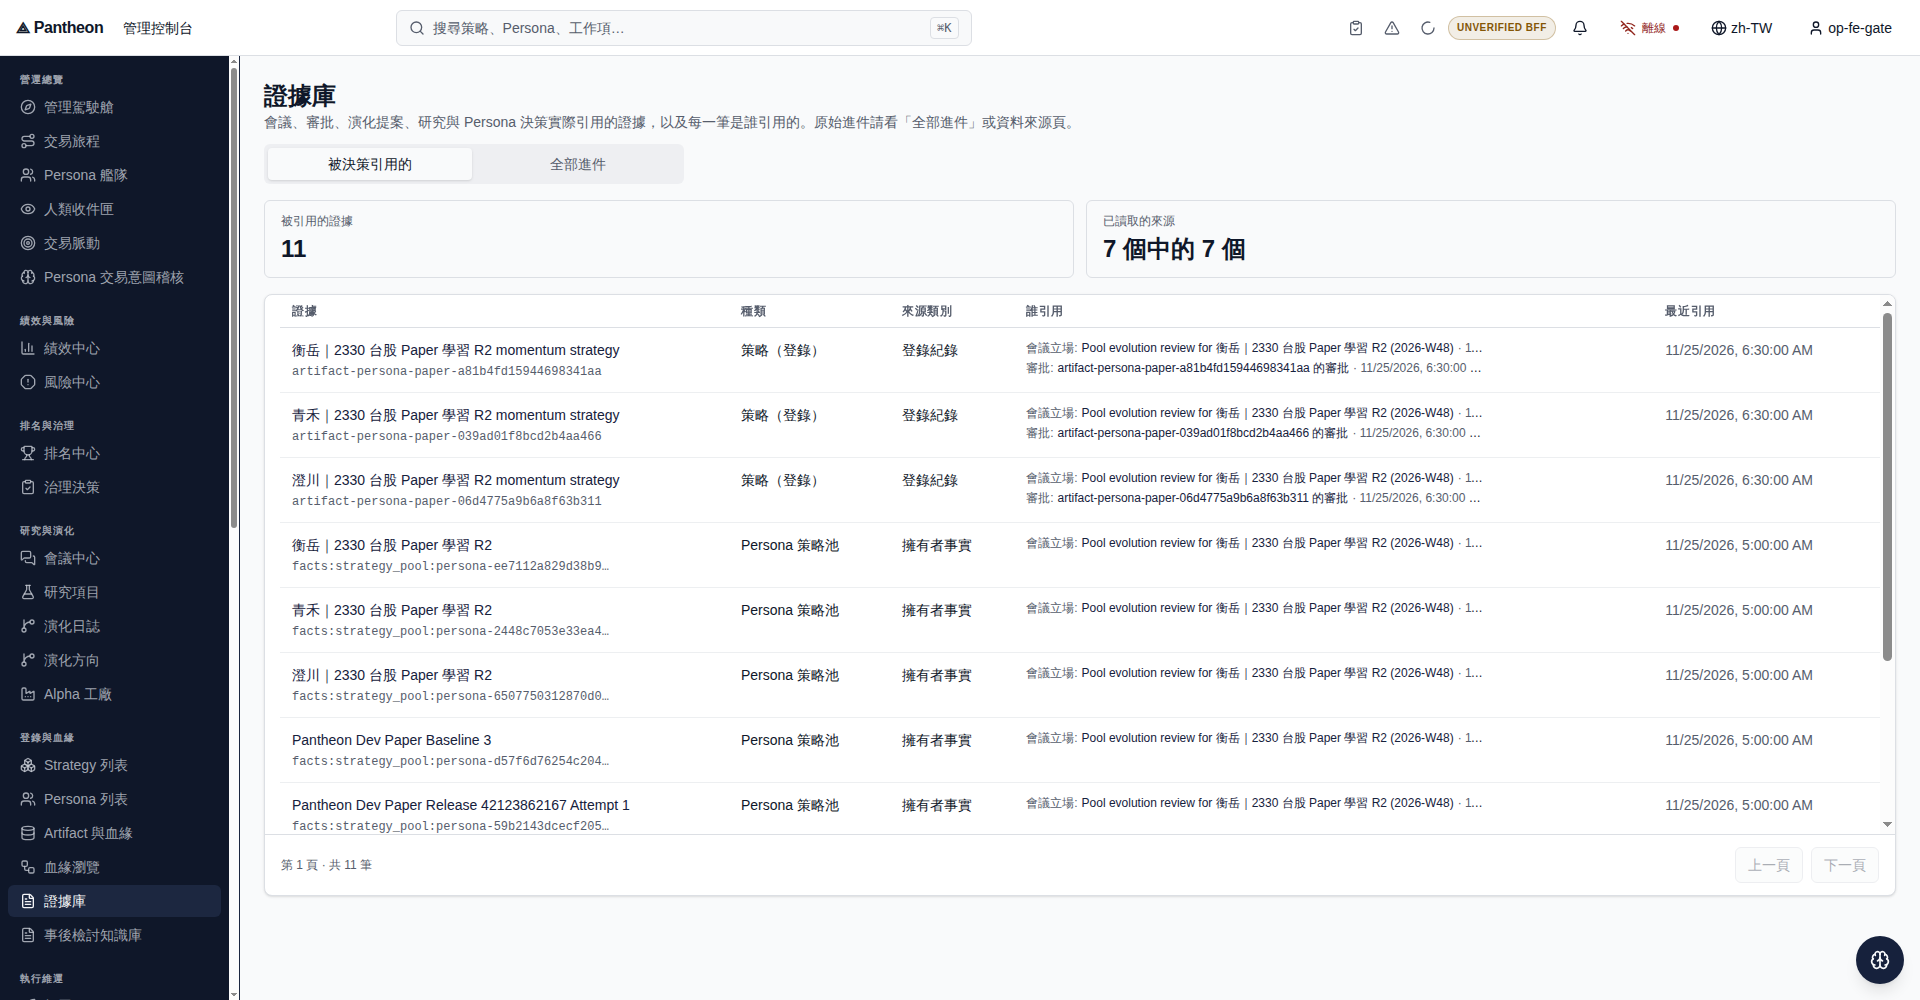 Pantheon 管理控制台 搜尋策略、Persona、工作項… ⌘K UNVERIFIED BFF 離線 zh-TW op-fe-gate
營運總覽
管理駕駛艙
交易旅程
Persona 艦隊
人類收件匣
交易脈動
Persona 交易意圖稽核
績效與風險
績效中心
風險中心
排名與治理
排名中心
治理決策
研究與演化
會議中心
研究項目
演化日誌
演化方向
Alpha 工廠
登錄與血緣
Strategy 列表
Persona 列表
Artifact 與血緣
血緣瀏覽
證據庫
事後檢討知識庫
執行維運
證據庫
會議、審批、演化提案、研究與 Persona 決策實際引用的證據，以及每一筆是誰引用的。原始進件請看「全部進件」或資料來源頁。
被決策引用的 全部進件
被引用的證據
11
已讀取的來源
7 個中的 7 個
證據 種類 來源類別 誰引用 最近引用
衡岳｜2330 台股 Paper 學習 R2 momentum strategy 策略（登錄） 登錄紀錄 會議立場: Pool evolution review for 衡岳｜2330 台股 Paper 學習 R2 (2026-W48) · 1… 11/25/2026, 6:30:00 AM
artifact-persona-paper-a81b4fd15944698341aa 審批: artifact-persona-paper-a81b4fd15944698341aa 的審批 · 11/25/2026, 6:30:00 …
青禾｜2330 台股 Paper 學習 R2 momentum strategy 策略（登錄） 登錄紀錄 會議立場: Pool evolution review for 衡岳｜2330 台股 Paper 學習 R2 (2026-W48) · 1… 11/25/2026, 6:30:00 AM
artifact-persona-paper-039ad01f8bcd2b4aa466 審批: artifact-persona-paper-039ad01f8bcd2b4aa466 的審批 · 11/25/2026, 6:30:00 …
澄川｜2330 台股 Paper 學習 R2 momentum strategy 策略（登錄） 登錄紀錄 會議立場: Pool evolution review for 衡岳｜2330 台股 Paper 學習 R2 (2026-W48) · 1… 11/25/2026, 6:30:00 AM
artifact-persona-paper-06d4775a9b6a8f63b311 審批: artifact-persona-paper-06d4775a9b6a8f63b311 的審批 · 11/25/2026, 6:30:00 …
衡岳｜2330 台股 Paper 學習 R2 Persona 策略池 擁有者事實 會議立場: Pool evolution review for 衡岳｜2330 台股 Paper 學習 R2 (2026-W48) · 1… 11/25/2026, 5:00:00 AM
facts:strategy_pool:persona-ee7112a829d38b9…
青禾｜2330 台股 Paper 學習 R2 Persona 策略池 擁有者事實 會議立場: Pool evolution review for 衡岳｜2330 台股 Paper 學習 R2 (2026-W48) · 1… 11/25/2026, 5:00:00 AM
facts:strategy_pool:persona-2448c7053e33ea4…
澄川｜2330 台股 Paper 學習 R2 Persona 策略池 擁有者事實 會議立場: Pool evolution review for 衡岳｜2330 台股 Paper 學習 R2 (2026-W48) · 1… 11/25/2026, 5:00:00 AM
facts:strategy_pool:persona-6507750312870d0…
Pantheon Dev Paper Baseline 3 Persona 策略池 擁有者事實 會議立場: Pool evolution review for 衡岳｜2330 台股 Paper 學習 R2 (2026-W48) · 1… 11/25/2026, 5:00:00 AM
facts:strategy_pool:persona-d57f6d76254c204…
Pantheon Dev Paper Release 42123862167 Attempt 1 Persona 策略池 擁有者事實 會議立場: Pool evolution review for 衡岳｜2330 台股 Paper 學習 R2 (2026-W48) · 1… 11/25/2026, 5:00:00 AM
facts:strategy_pool:persona-59b2143dcecf205…
第 1 頁 · 共 11 筆 上一頁 下一頁